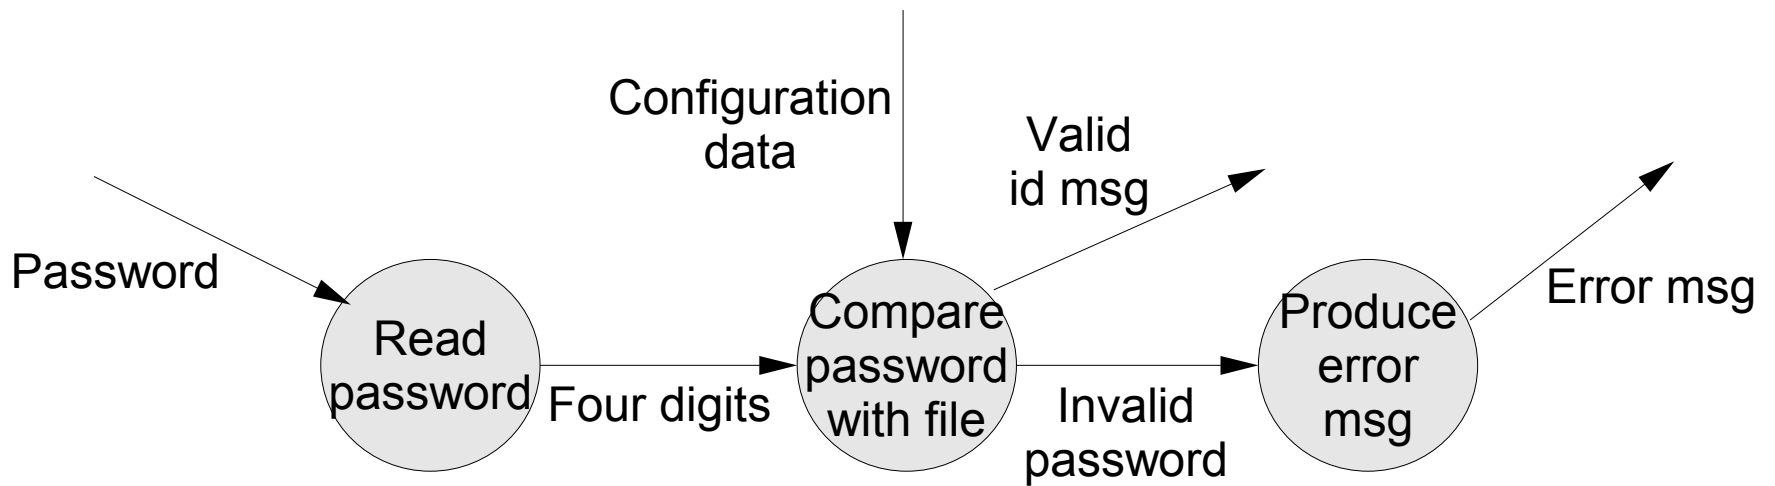 Configuration
data
Valid
id msg
Password
Error msg
Read
password
Four digits
Compare
password
with file
Invalid
password
Produce
error
msg